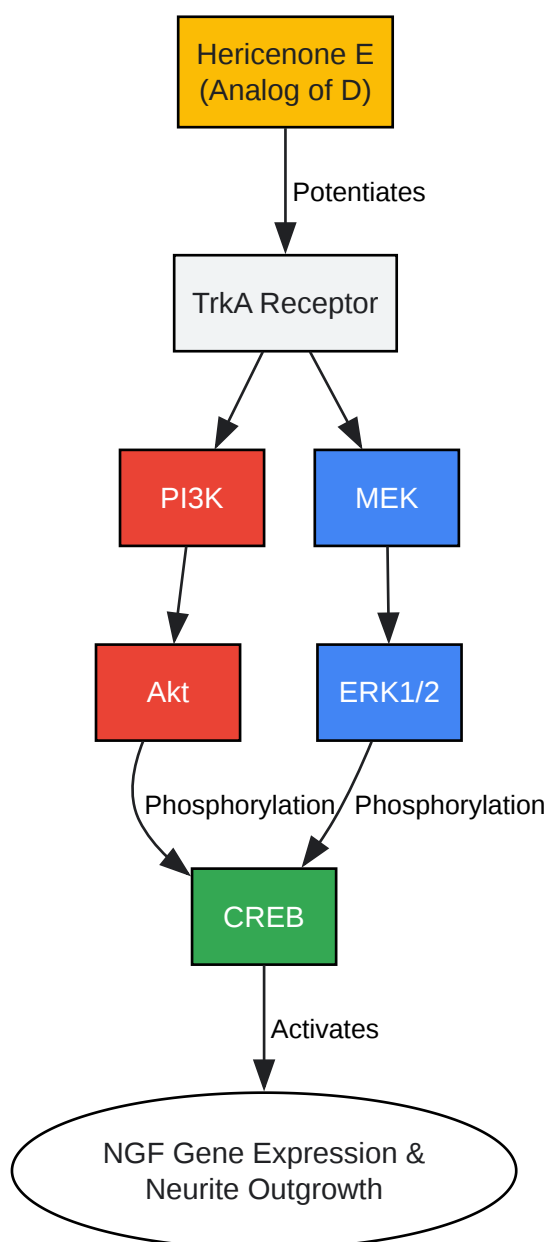 Hericenone E
(Analog of D)
Potentiates
TrkA Receptor
PI3K
MEK
Akt
ERK1/2
Phosphorylation
Phosphorylation
CREB
Activates
NGF Gene Expression &
Neurite Outgrowth